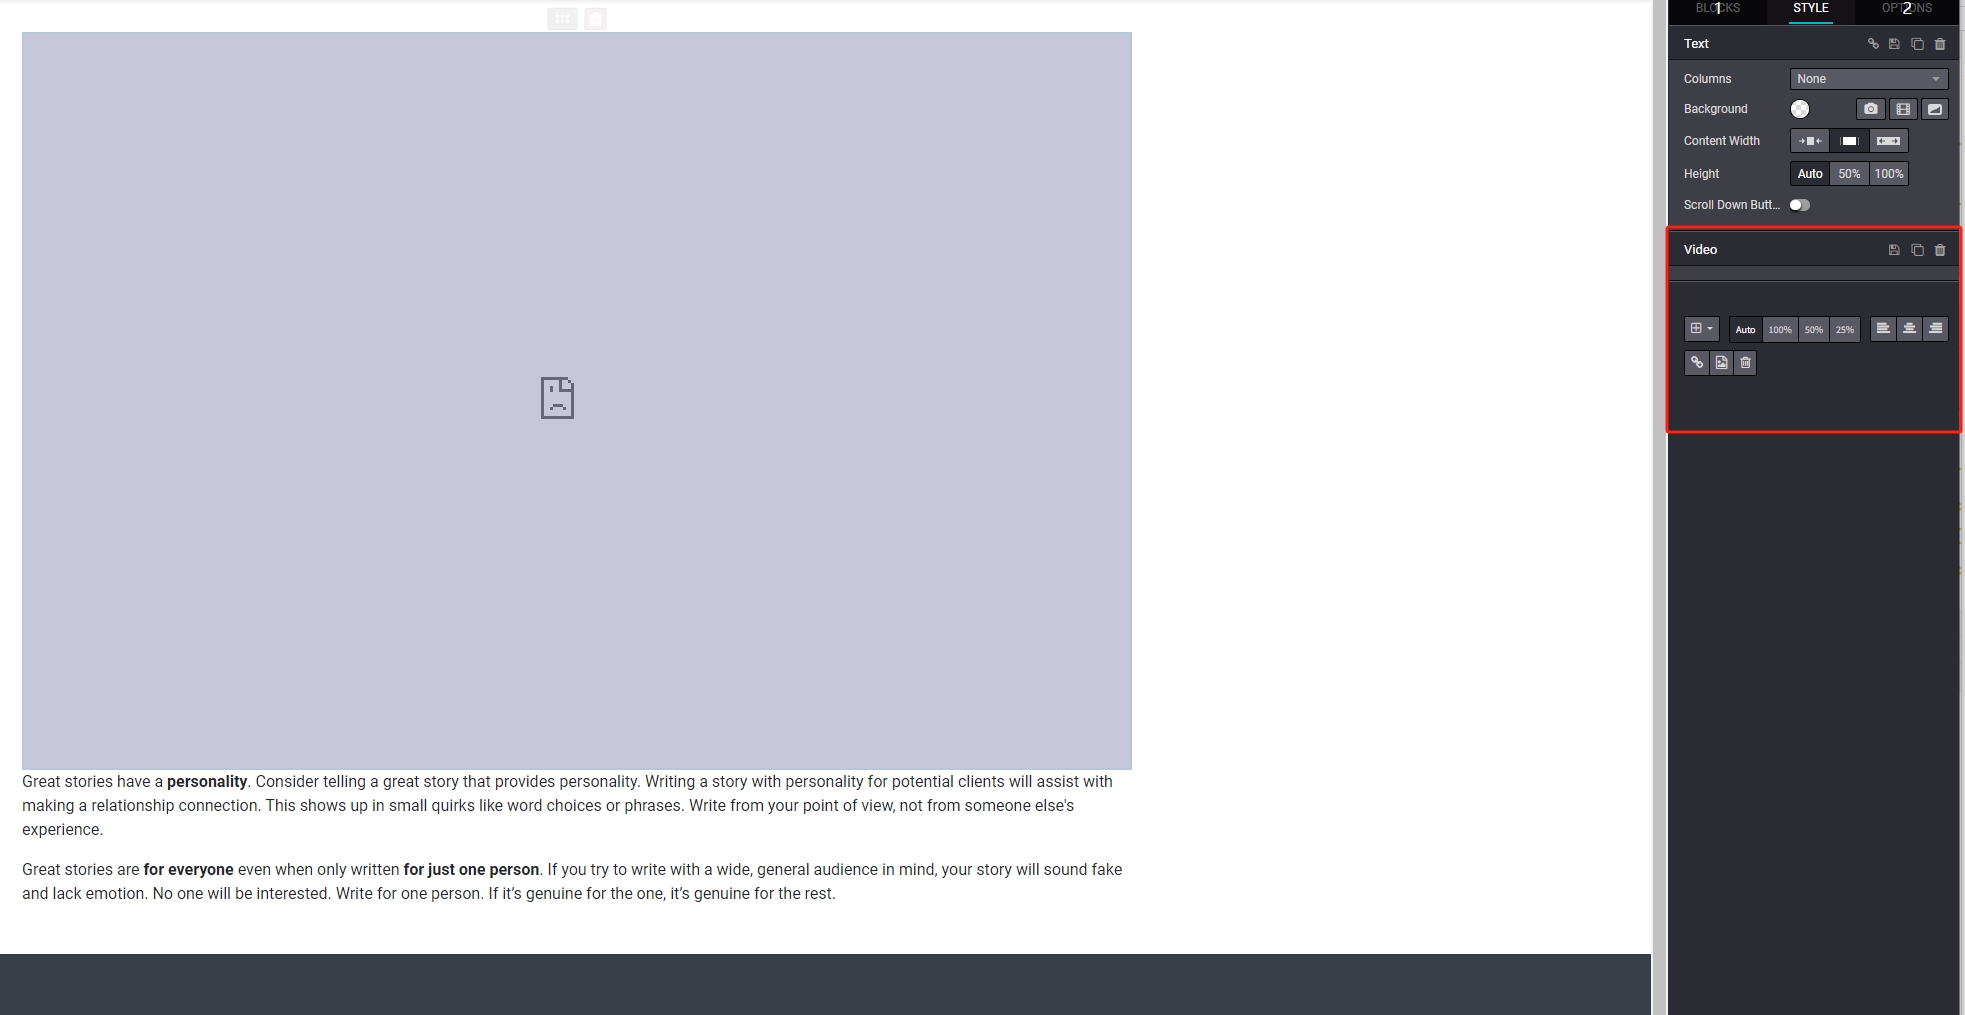 BLOCKS
1
STYLE
OPTIONS
2
Text
Columns
None
Background
Content Width
Height
Auto
50%
100%
Scroll Down Butt...
Video
Auto
100%
50%
25%
Great stories have a personality. Consider telling a great story that provides personality. Writing a story with personality for potential clients will assist with
making a relationship connection. This shows up in small quirks like word choices or phrases. Write from your point of view, not from someone else's
experience.
Great stories are for everyone even when only written for just one person. If you try to write with a wide, general audience in mind, your story will sound fake
and lack emotion. No one will be interested. Write for one person. If it’s genuine for the one, it’s genuine for the rest.